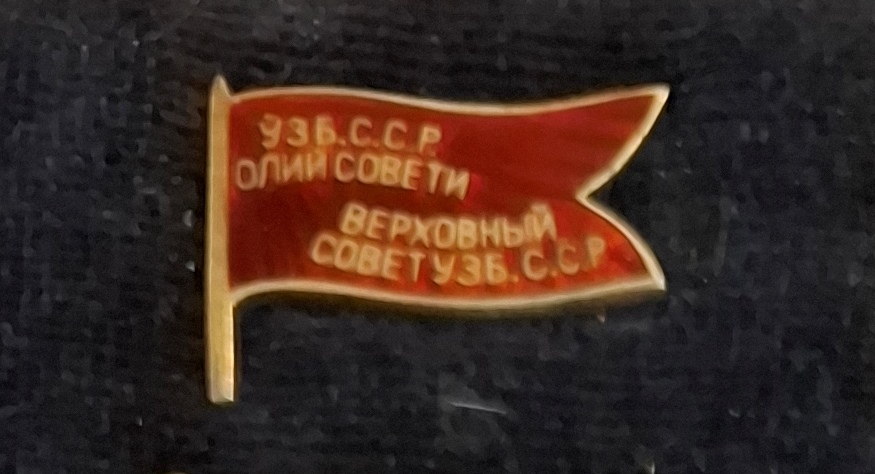 УЗБ.С.С.Р.
ОЛИЙ СОВЕТИ
ВЕРХОВНЫЙ
СОВЕТ УЗБ.С.С.Р